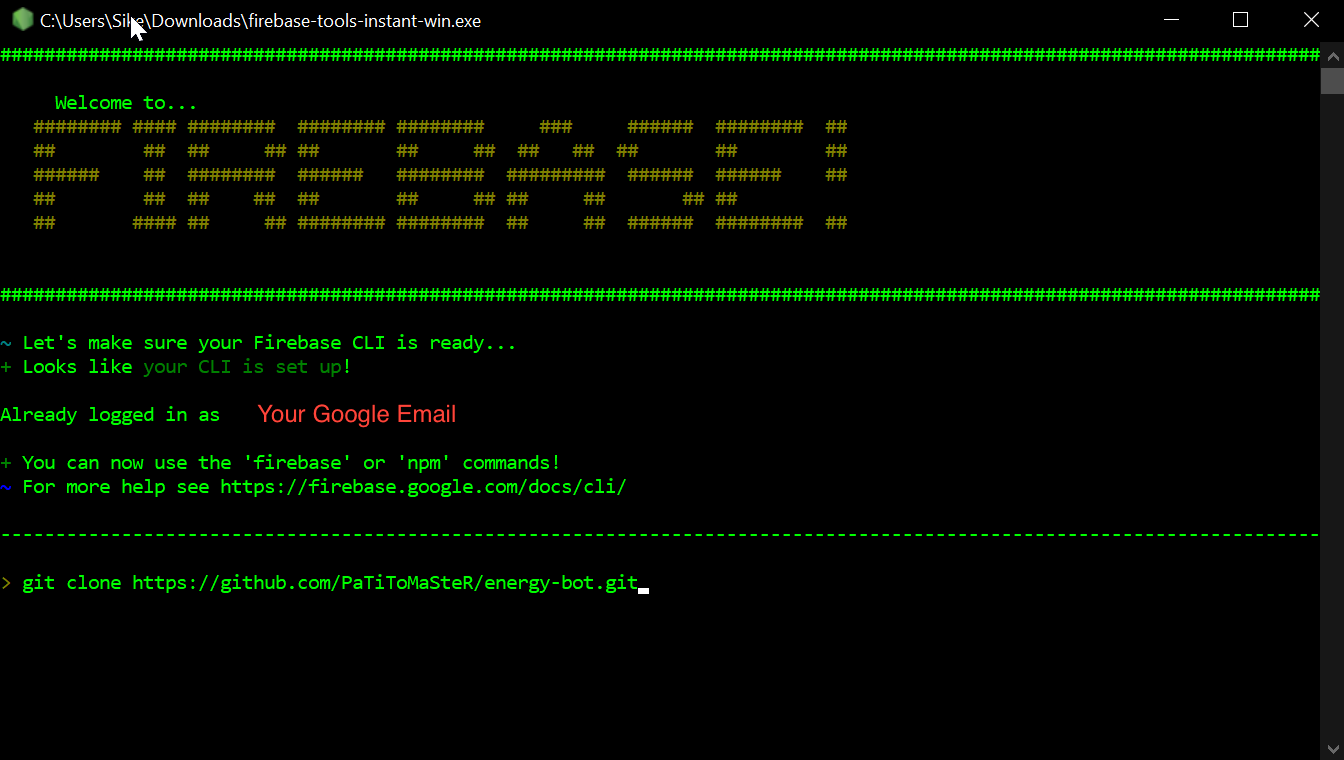 C:\Users\Sike\Downloads\firebase-tools-instant-win.exe
Welcome to...
FIREBASE!
~ Let's make sure your Firebase CLI is ready...
+ Looks like your CLI is set up!
Already logged in as Your Google Email
+ You can now use the 'firebase' or 'npm' commands!
~ For more help see https://firebase.google.com/docs/cli/
> git clone https://github.com/PaTiToMaSteR/energy-bot.git